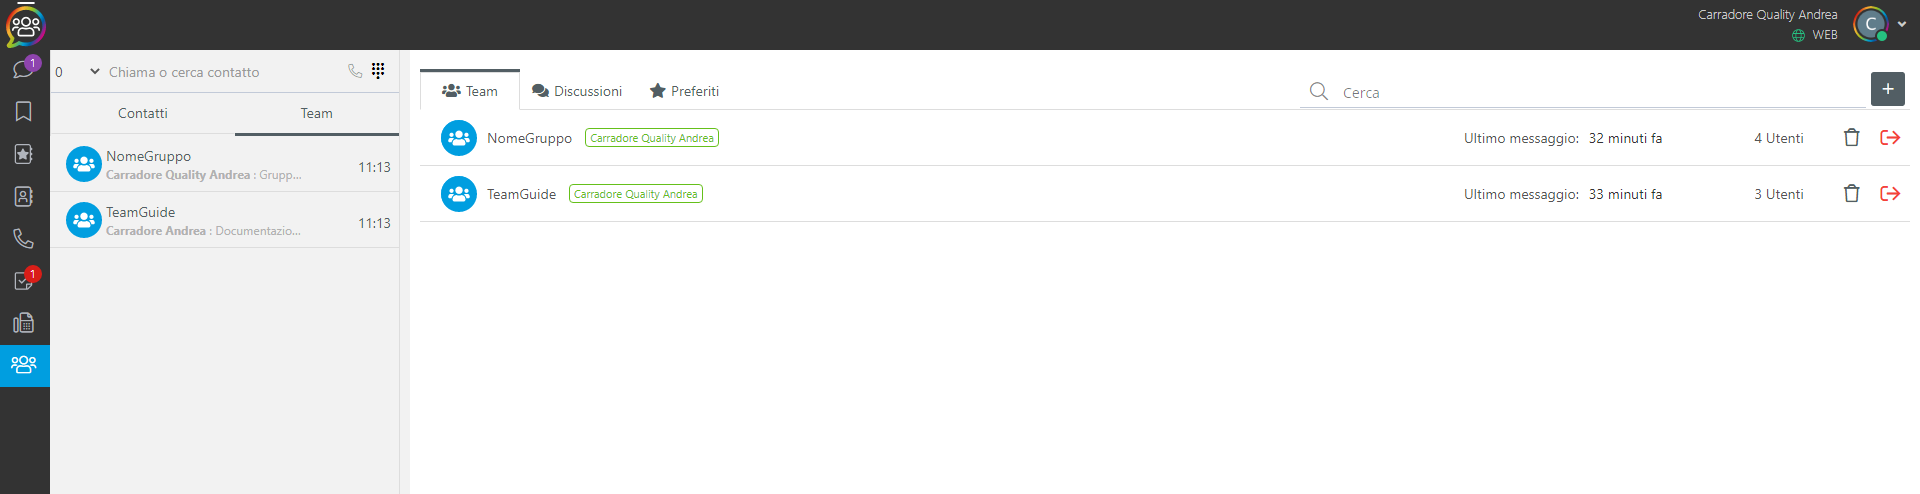 Carradore Quality Andrea
WEB
C
1
1
0 Chiama o cerca contatto
Contatti Team
NomeGruppo
Carradore Quality Andrea : Grupp...
11:13
TeamGuide
Carradore Andrea : Documentazio...
11:13
Team Discussioni Preferiti
Cerca
+
NomeGruppo Carradore Quality Andrea Ultimo messaggio: 32 minuti fa 4 Utenti
TeamGuide Carradore Quality Andrea Ultimo messaggio: 33 minuti fa 3 Utenti